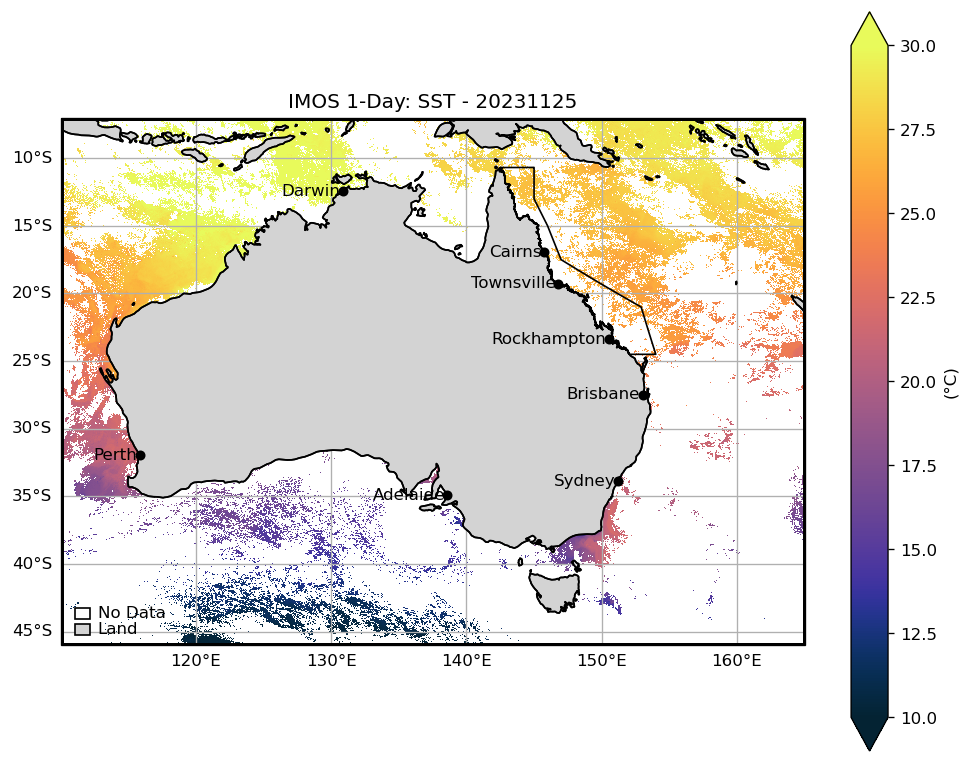 IMOS 1-Day: SST - 20231125
30.0
27.5
25.0
22.5
20.0
17.5
15.0
12.5
10.0
(°C)
10°S
15°S
20°S
25°S
30°S
35°S
40°S
45°S
Darwin
Cairns
Townsville
Rockhampton
Brisbane
Perth
Sydney
Adelaide
No Data
Land
120°E
130°E
140°E
150°E
160°E